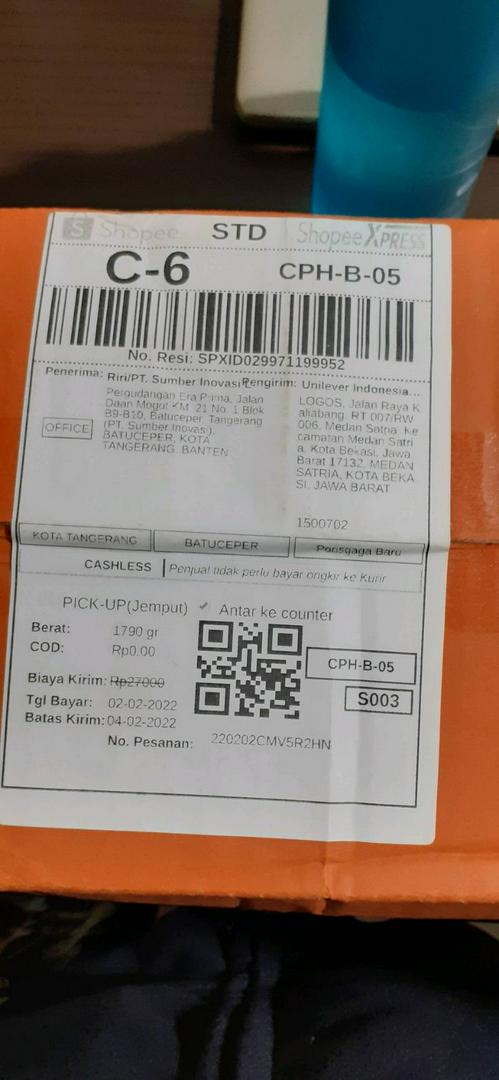 Shopee STD Shopee XPRESS
C-6 CPH-B-05
No. Resi: SPXID029971199952
Penerima: Riri/PT. Sumber Inovasi
Pergudangan Era Prima, Jalan
Daan Mogot KM. 21 No. 1 Blok
B9-B10, Batuceper, Tangerang
(PT. Sumber Inovasi),
BATUCEPER, KOTA
TANGERANG, BANTEN
OFFICE
Pengirim: Unilever Indonesia...
LOGOS, Jalan Raya K
aliabang, RT 007/RW
006, Medan Satria, ke
camatan Medan Satri
a, Kota Bekasi, Jawa
Barat 17132, MEDAN
SATRIA, KOTA BEKA
SI, JAWA BARAT
1500702
KOTA TANGERANG BATUCEPER Porisgaga Baru
CASHLESS Penjual tidak perlu bayar ongkir ke Kurir
PICK-UP(Jemput) ✓ Antar ke counter
Berat: 1790 gr
COD: Rp0.00
CPH-B-05
Biaya Kirim: Rp27000
S003
Tgl Bayar: 02-02-2022
Batas Kirim: 04-02-2022
No. Pesanan: 220202CMV5R2HN